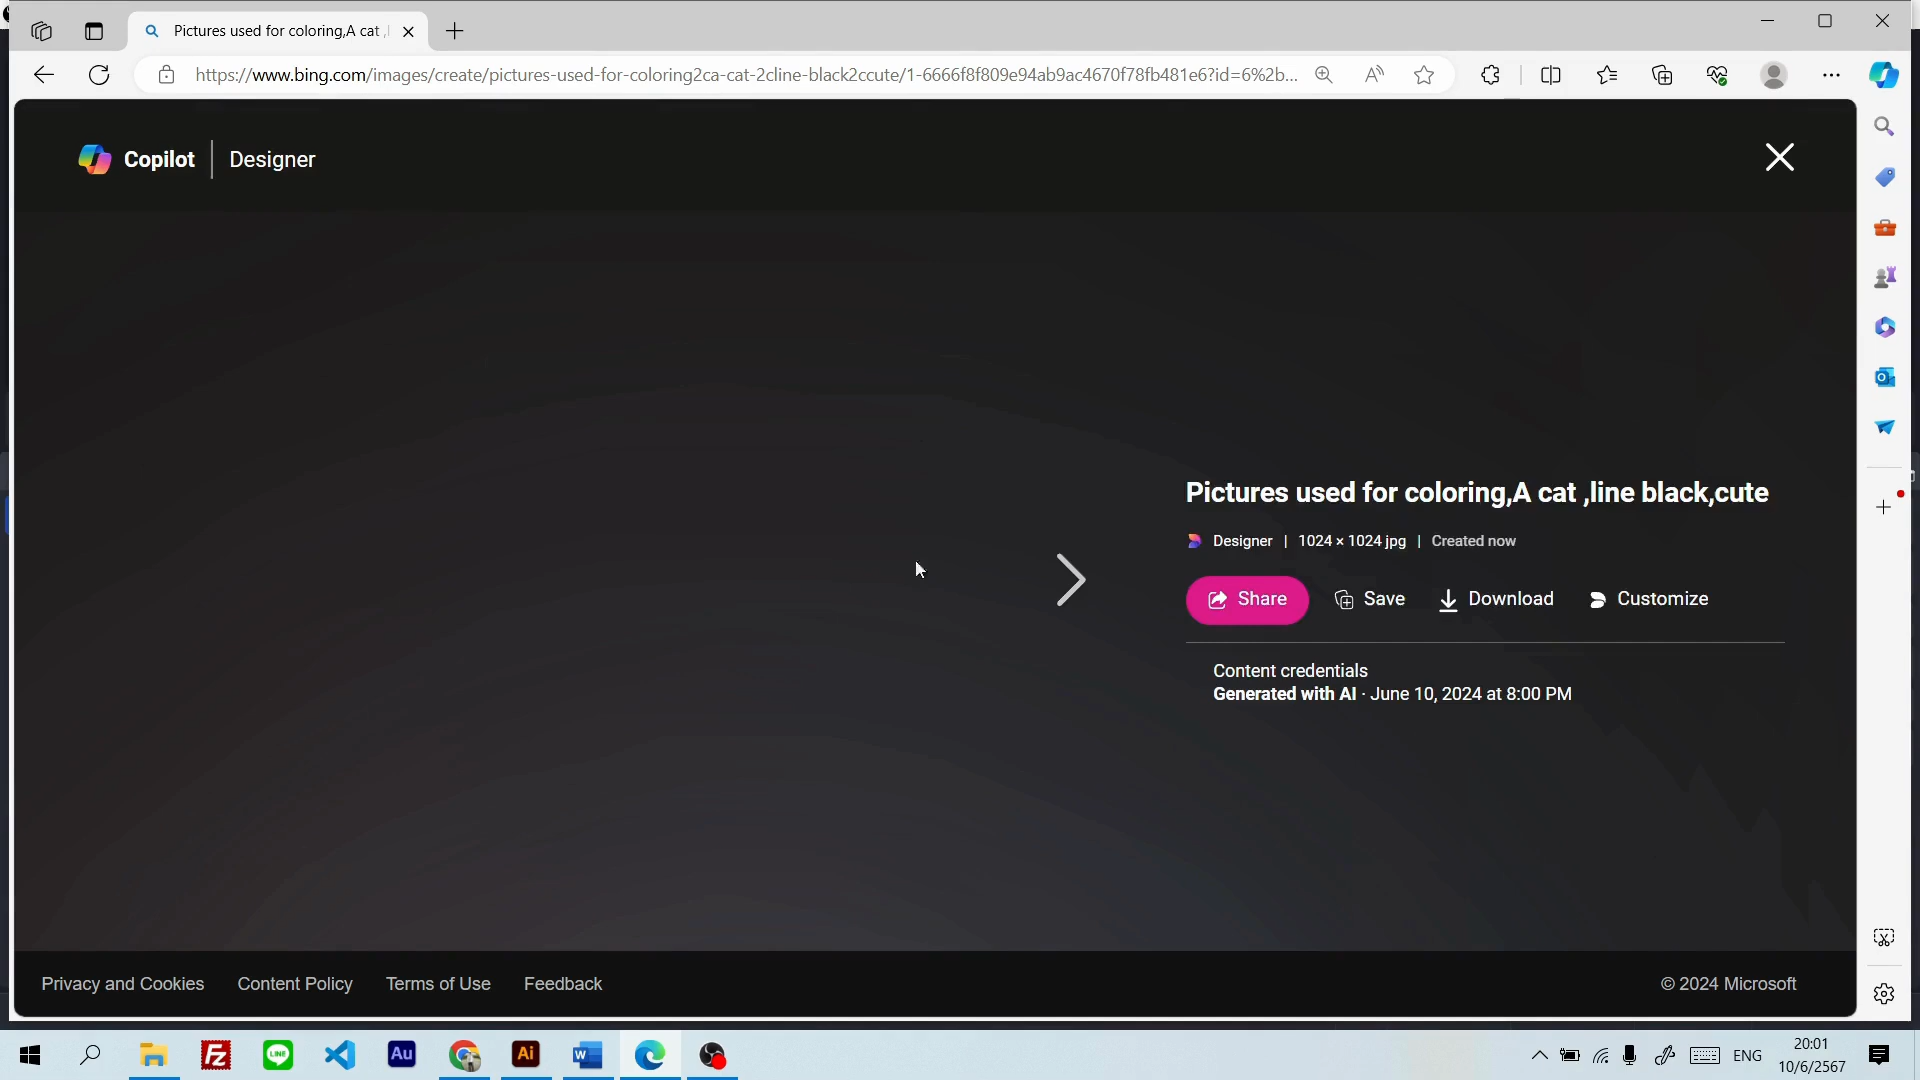 Pictures used for coloring,A cat ,
https://www.bing.com/images/create/pictures-used-for-coloring2ca-cat-2cline-black2ccute/1-6666f8f809e94ab9ac4670f78fb481e6?id=6%2b...
Copilot | Designer
Pictures used for coloring,A cat ,line black,cute
Designer | 1024 × 1024 jpg | Created now
Share Save Download Customize
Content credentials
Generated with AI · June 10, 2024 at 8:00 PM
Privacy and Cookies Content Policy Terms of Use Feedback © 2024 Microsoft
ENG
20:01
10/6/2567